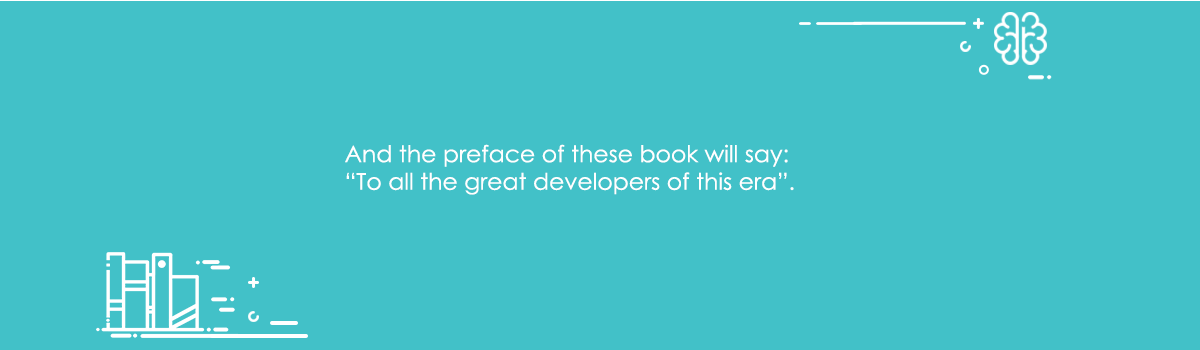 And the preface of these book will say:
“To all the great developers of this era”.